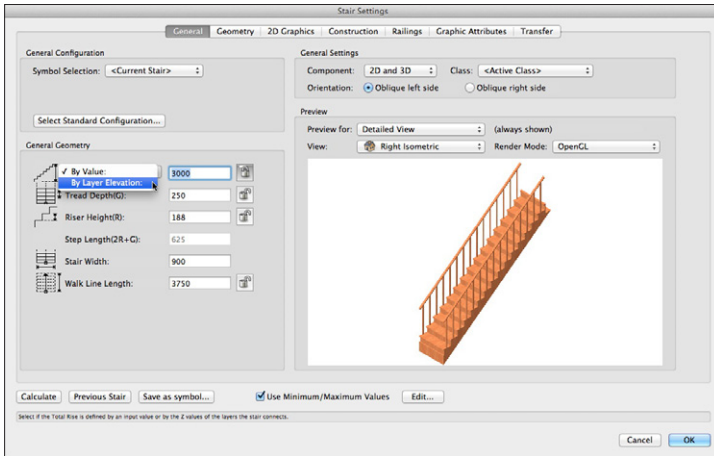 Stair Settings
General Geometry 2D Graphics Construction Railings Graphic Attributes Transfer
General Configuration
Symbol Selection: <Current Stair>
Select Standard Configuration...
General Settings
Component: 2D and 3D Class: <Active Class>
Orientation: Oblique left side Oblique right side
Preview
Preview for: Detailed View (always shown)
View: Right Isometric Render Mode: OpenGL
General Geometry
✓ By Value: 3000
By Layer Elevation:
Tread Depth(G): 250
Riser Height(R): 188
Step Length(2R+G): 625
Stair Width: 900
Walk Line Length: 3750
Calculate Previous Stair Save as symbol... Use Minimum/Maximum Values Edit...
Select if the Total Rise is defined by an input value or by the Z values of the layers the stair connects.
Cancel OK